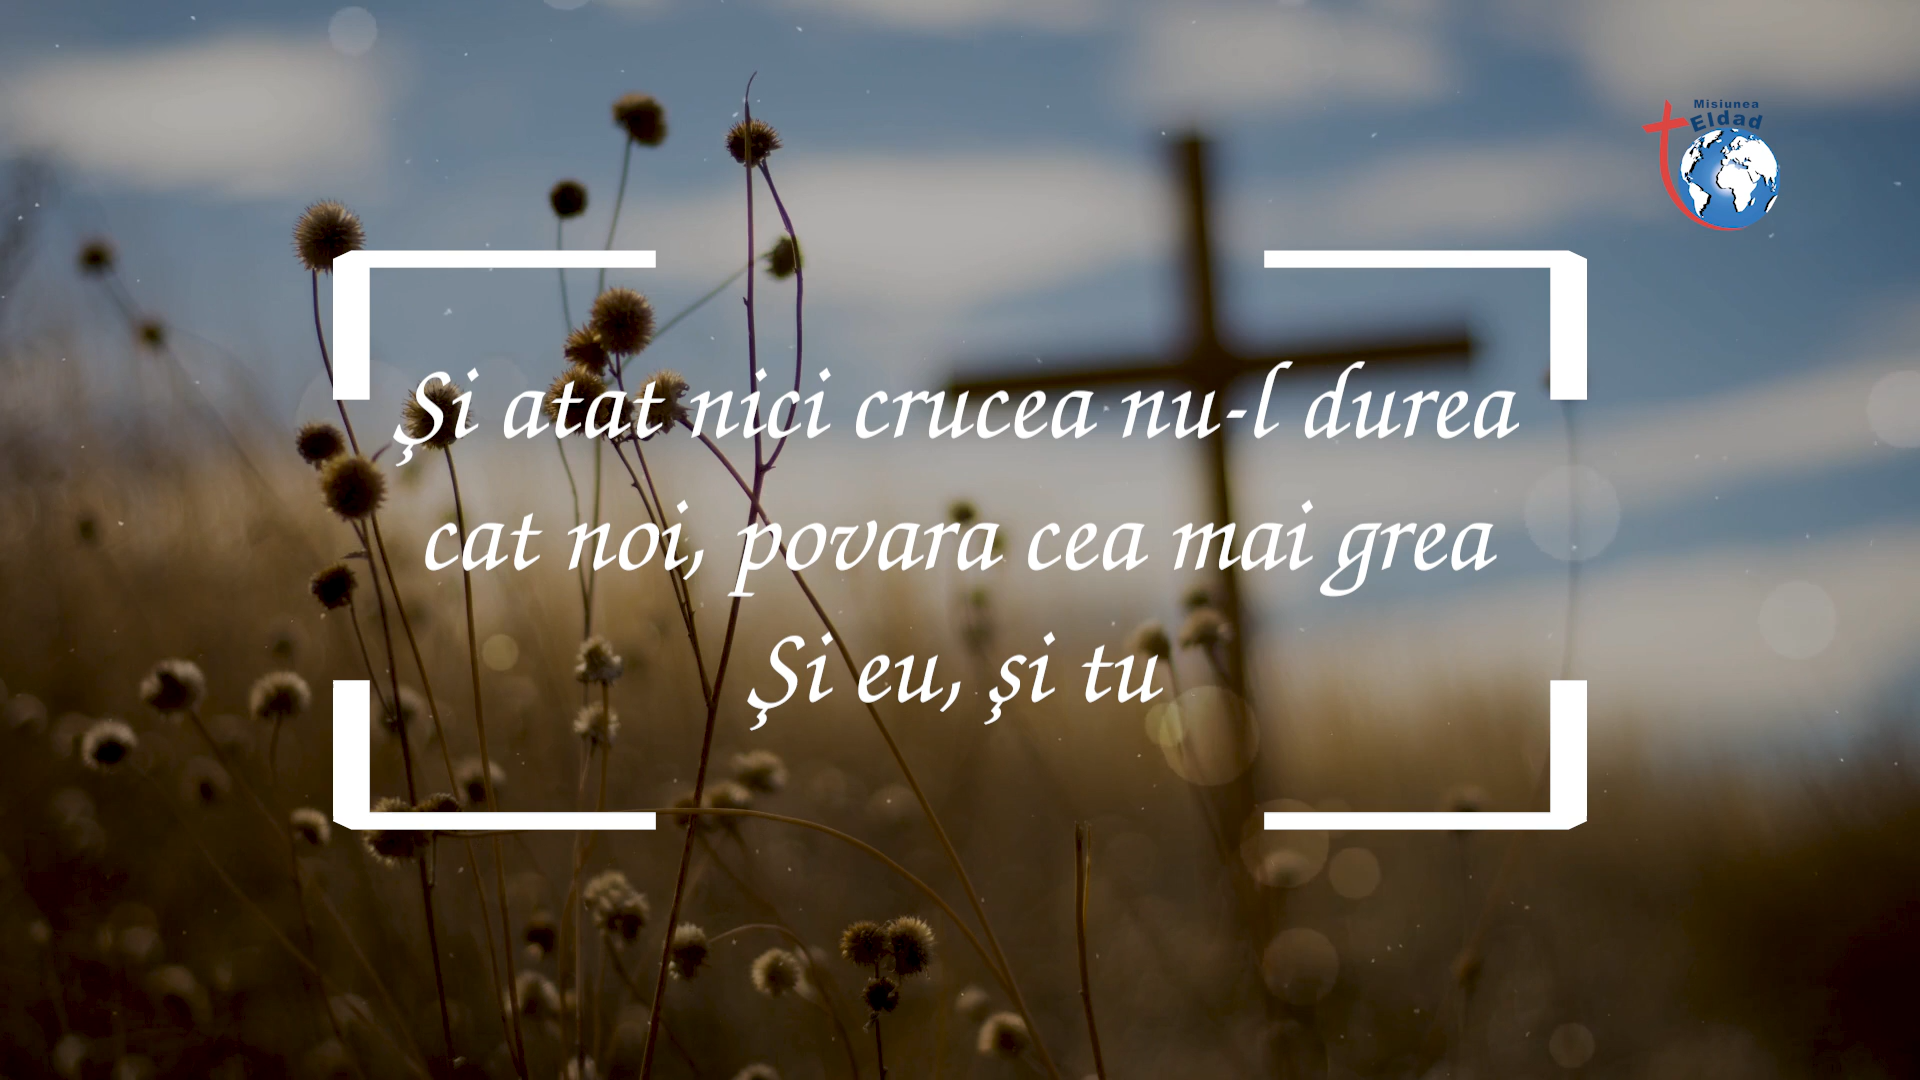 Misiunea
Eldad
Şi atat nici crucea nu-l durea
cat noi, povara cea mai grea
Şi eu, şi tu